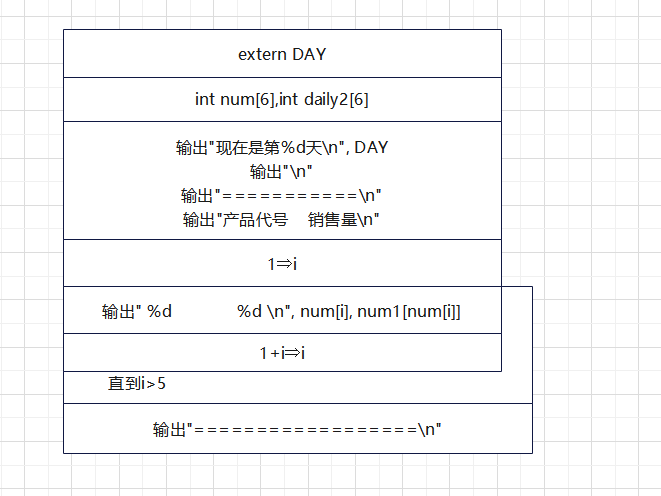 extern DAY
int num[6],int daily2[6]
输出"现在是第%d天\n", DAY
输出"\n"
输出"===========\n"
输出"产品代号    销售量\n"
1⇒i
输出" %d              %d \n", num[i], num1[num[i]]
1+i⇒i
直到i>5
输出"==================\n"